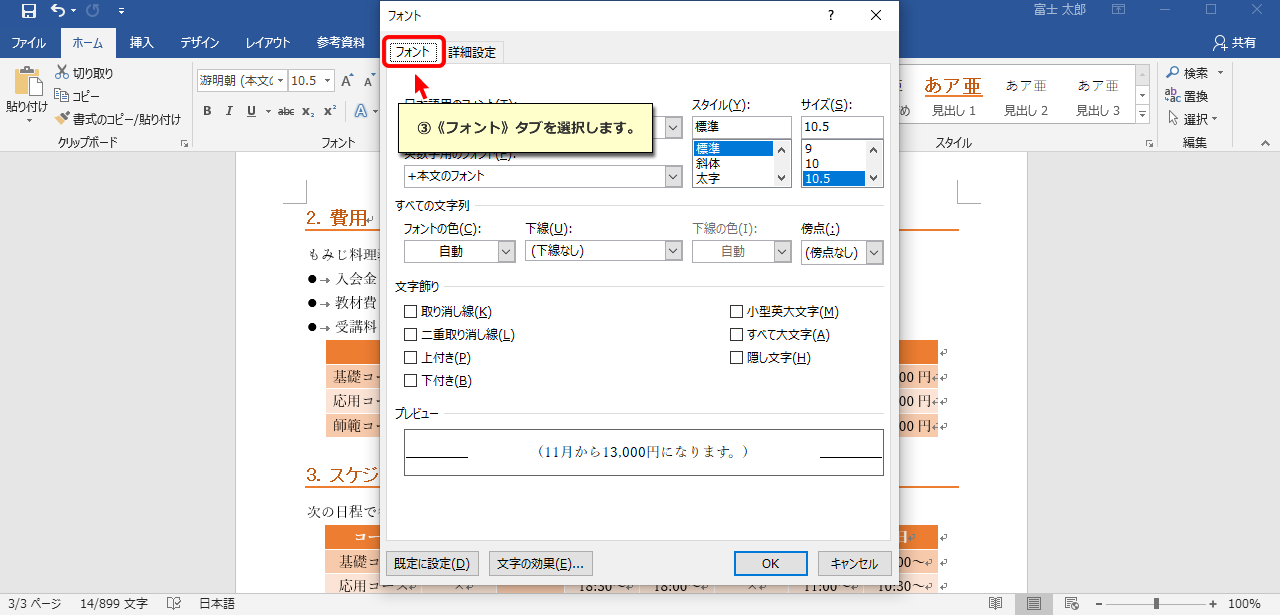 フォント
?
富士 太郎
ファイル ホーム 挿入 デザイン レイアウト 参考資料
共有
フォント 詳細設定
貼り付け
切り取り
コピー
書式のコピー/貼り付け
クリップボード
游明朝 (本文の 10.5 A A
B I U abc x₂ x² A
フォント
あア亜 あア亜 あア亜
見出し 1 見出し 2 見出し 3
スタイル
検索
置換
選択
編集
③《フォント》タブを選択します。
スタイル(Y): サイズ(S):
標準 10.5
標準
斜体
太字
9
10
10.5
英数字用のフォント(F):
+本文のフォント
すべての文字列
フォントの色(C): 下線(U): 下線の色(I): 傍点(:)
自動 (下線なし) 自動 (傍点なし)
文字飾り
取り消し線(K) 小型英大文字(M)
二重取り消し線(L) すべて大文字(A)
上付き(P) 隠し文字(H)
下付き(B)
プレビュー
（11月から13,000円になります。）
既定に設定(D) 文字の効果(E)... OK キャンセル
2. 費用
もみじ料理
●→ 入会金
●→ 教材費
●→ 受講料
基礎コー 00 円
応用コー 00 円
師範コー 00 円
3. スケジ
次の日程で
コー 日
基礎コー 00～
応用コース × 18:30～ 18:00～ × 11:00～ 10:30～
3/3 ページ 14/899 文字 日本語 100%